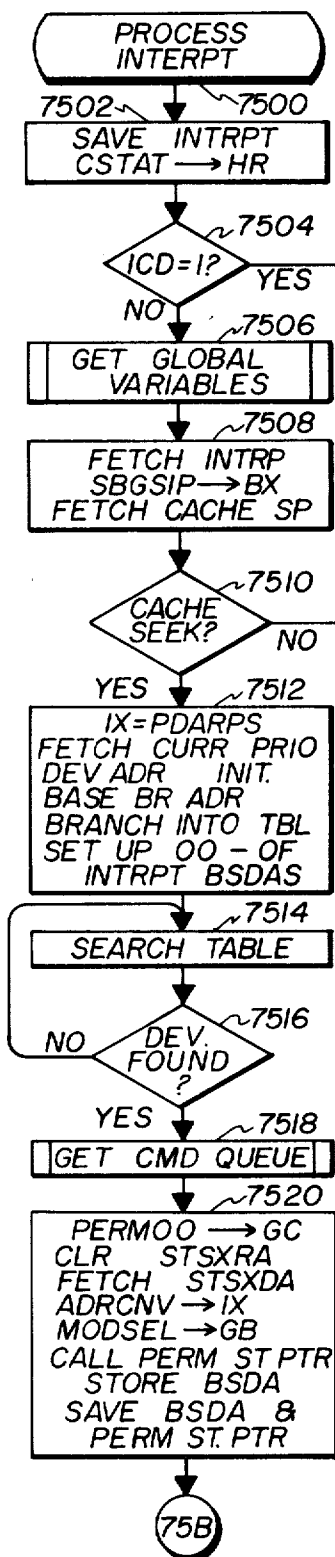 PROCESS
INTERPT
7500
7502
SAVE INTRPT
CSTAT → HR
7504
ICD=1?
YES
NO
7506
GET GLOBAL
VARIABLES
7508
FETCH INTRP
SBGSIP → BX
FETCH CACHE SP
7510
CACHE
SEEK?
NO
YES
7512
IX=PDARPS
FETCH CURR PRIO
DEV ADR INIT.
BASE BR ADR
BRANCH INTO TBL
SET UP 00-0F
INTRPT BSDAS
7514
SEARCH TABLE
7516
NO
DEV.
FOUND
?
YES
7518
GET CMD QUEUE
7520
PERM00 → GC
CLR STSXRA
FETCH STSXDA
ADRCNV → IX
MODSEL → GB
CALL PERM ST PTR
STORE BSDA
SAVE BSDA &
PERM ST. PTR
75B